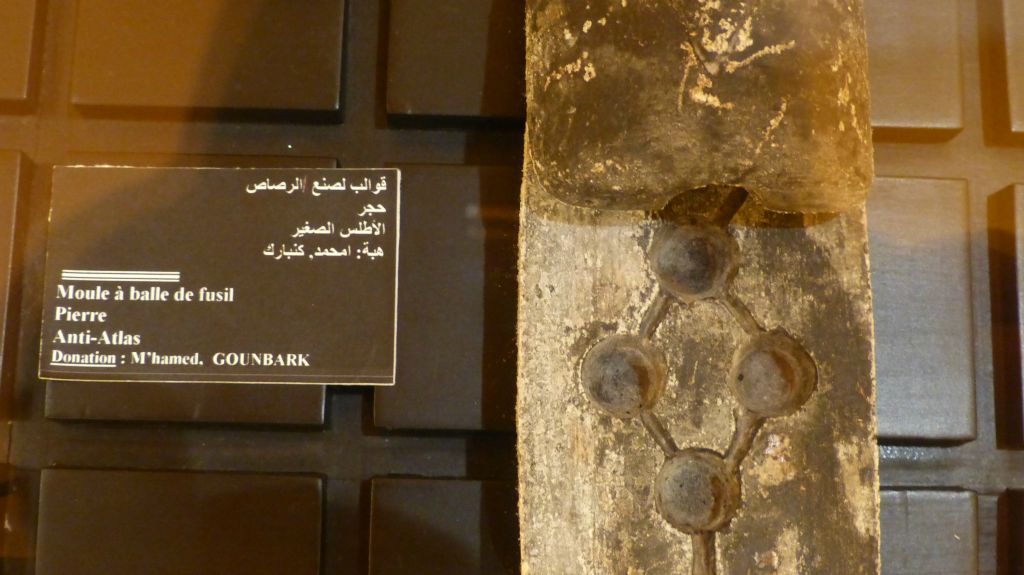 قوالب لصنع الرصاص
حجر
الأطلس الصغير
هبة: امحمد. كنبارك
Moule à balle de fusil
Pierre
Anti-Atlas
Donation : M'hamed. GOUNBARK